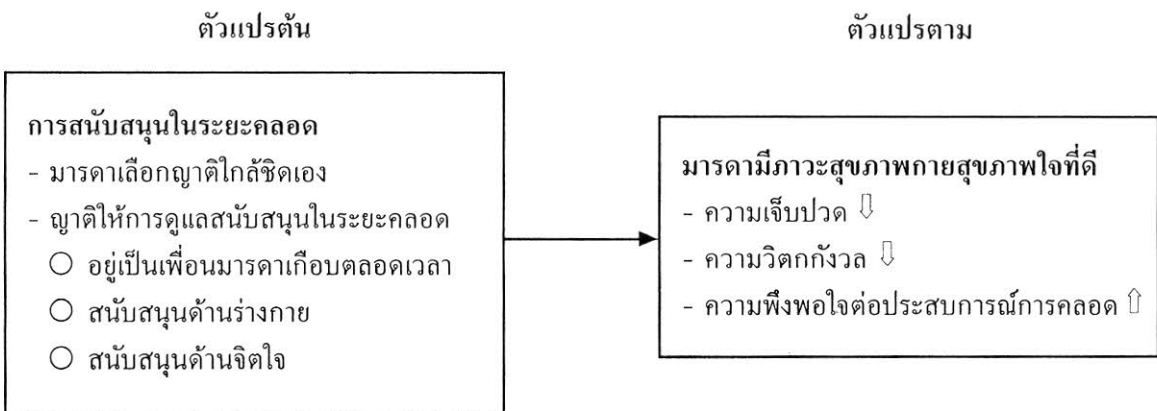 ตัวแปรต้น
ตัวแปรตาม
การสนับสนุนในระยะคลอด
- มารดาเลือกญาติใกล้ชิดเอง
- ญาติให้การดูแลสนับสนุนในระยะคลอด
○ อยู่เป็นเพื่อนมารดาเกือบตลอดเวลา
○ สนับสนุนด้านร่างกาย
○ สนับสนุนด้านจิตใจ
มารดามีภาวะสุขภาพกายสุขภาพใจที่ดี
- ความเจ็บปวด ⇩
- ความวิตกกังวล ⇩
- ความพึงพอใจต่อประสบการณ์การคลอด ⇧